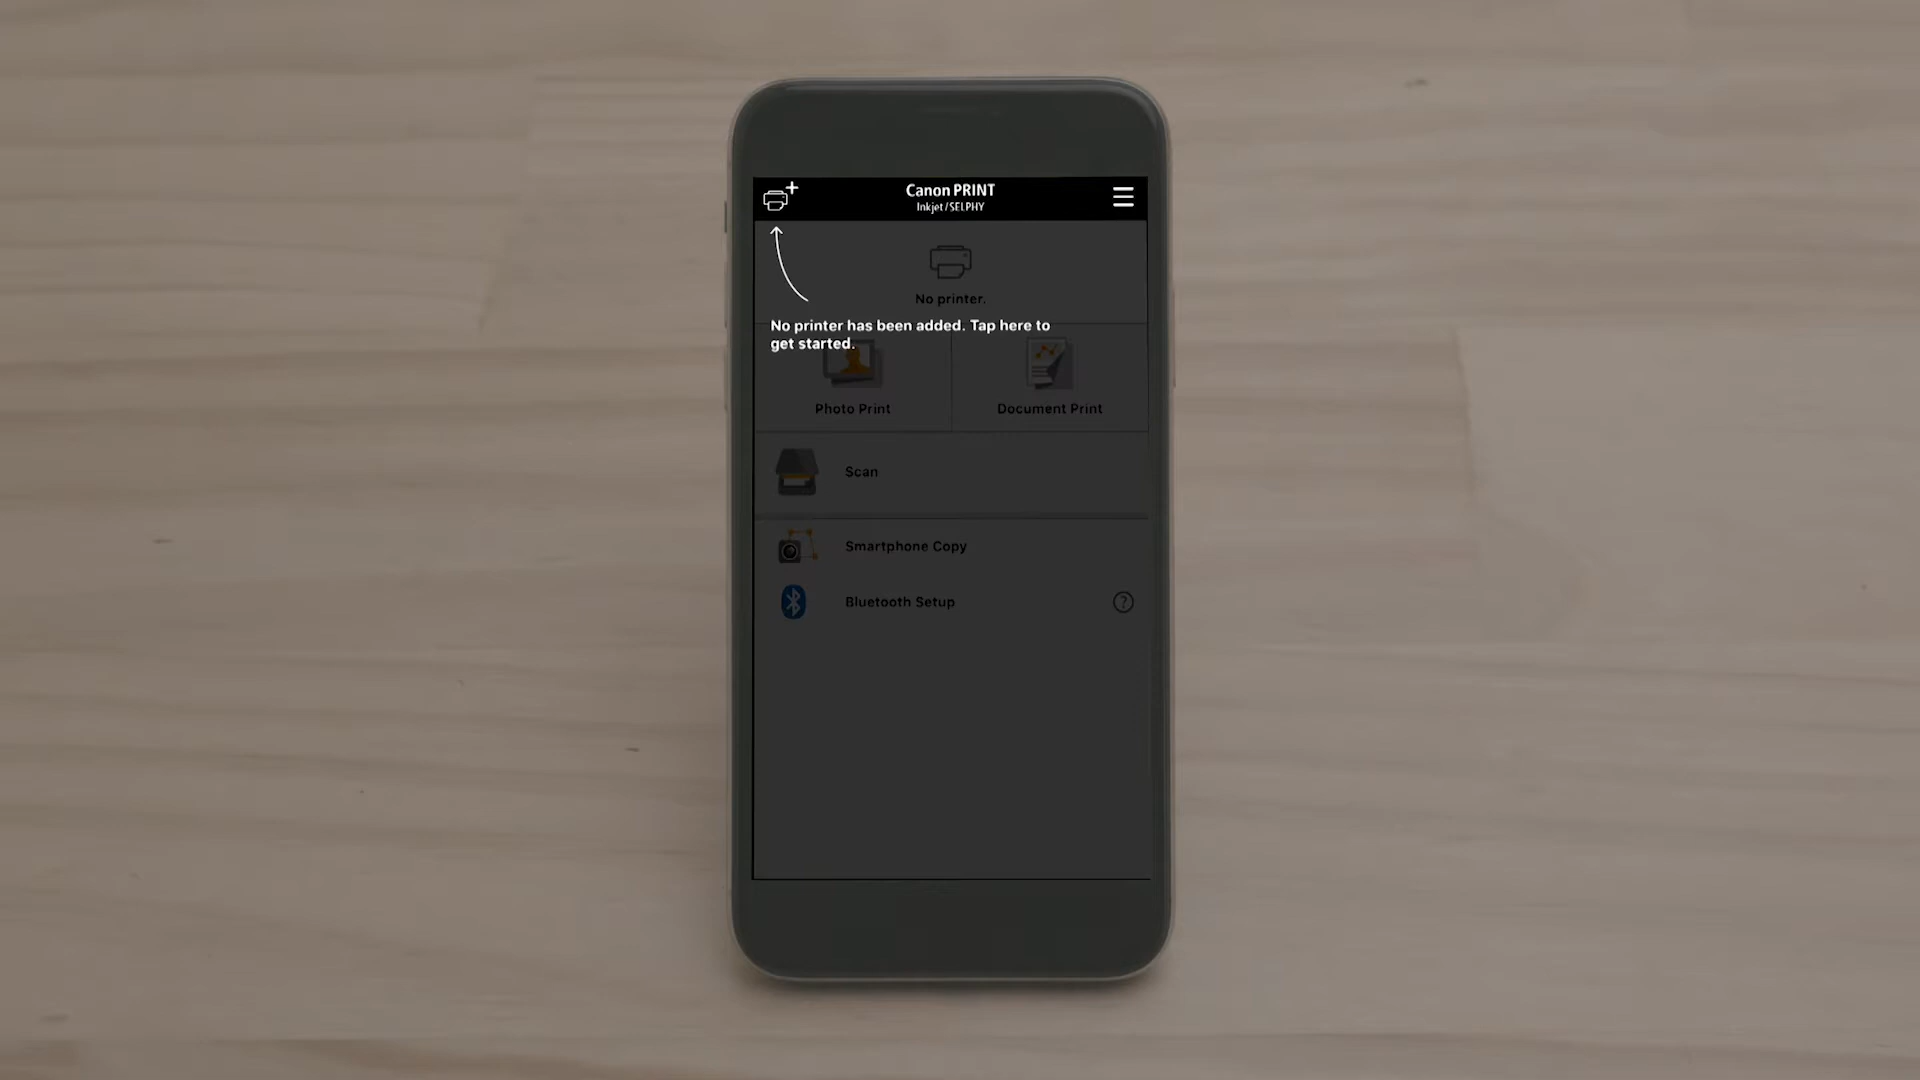 Canon PRINT
Inkjet/SELPHY
No printer.
No printer has been added. Tap here to
get started.
Photo Print
Document Print
Scan
Smartphone Copy
Bluetooth Setup
?